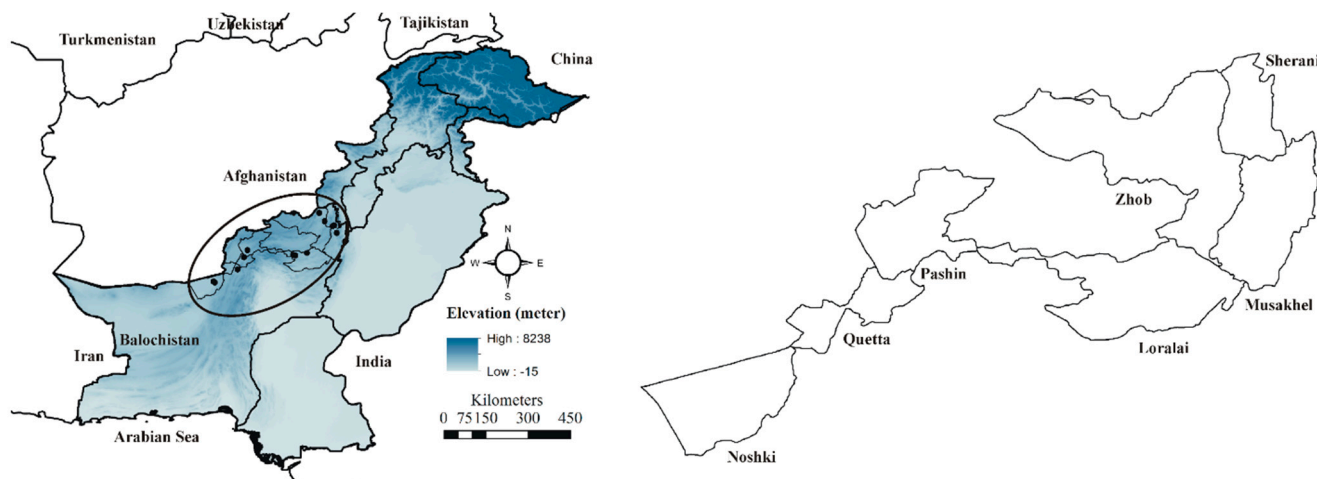 Uzbekistan
Tajikistan
Turkmenistan
China
Afghanistan
N
W E
S
Elevation (meter)
High : 8238
Low : -15
Balochistan
Iran
India
Kilometers
0 75 150 300 450
Arabian Sea
Sherani
Zhob
Pashin
Musakhel
Quetta
Loralai
Noshki